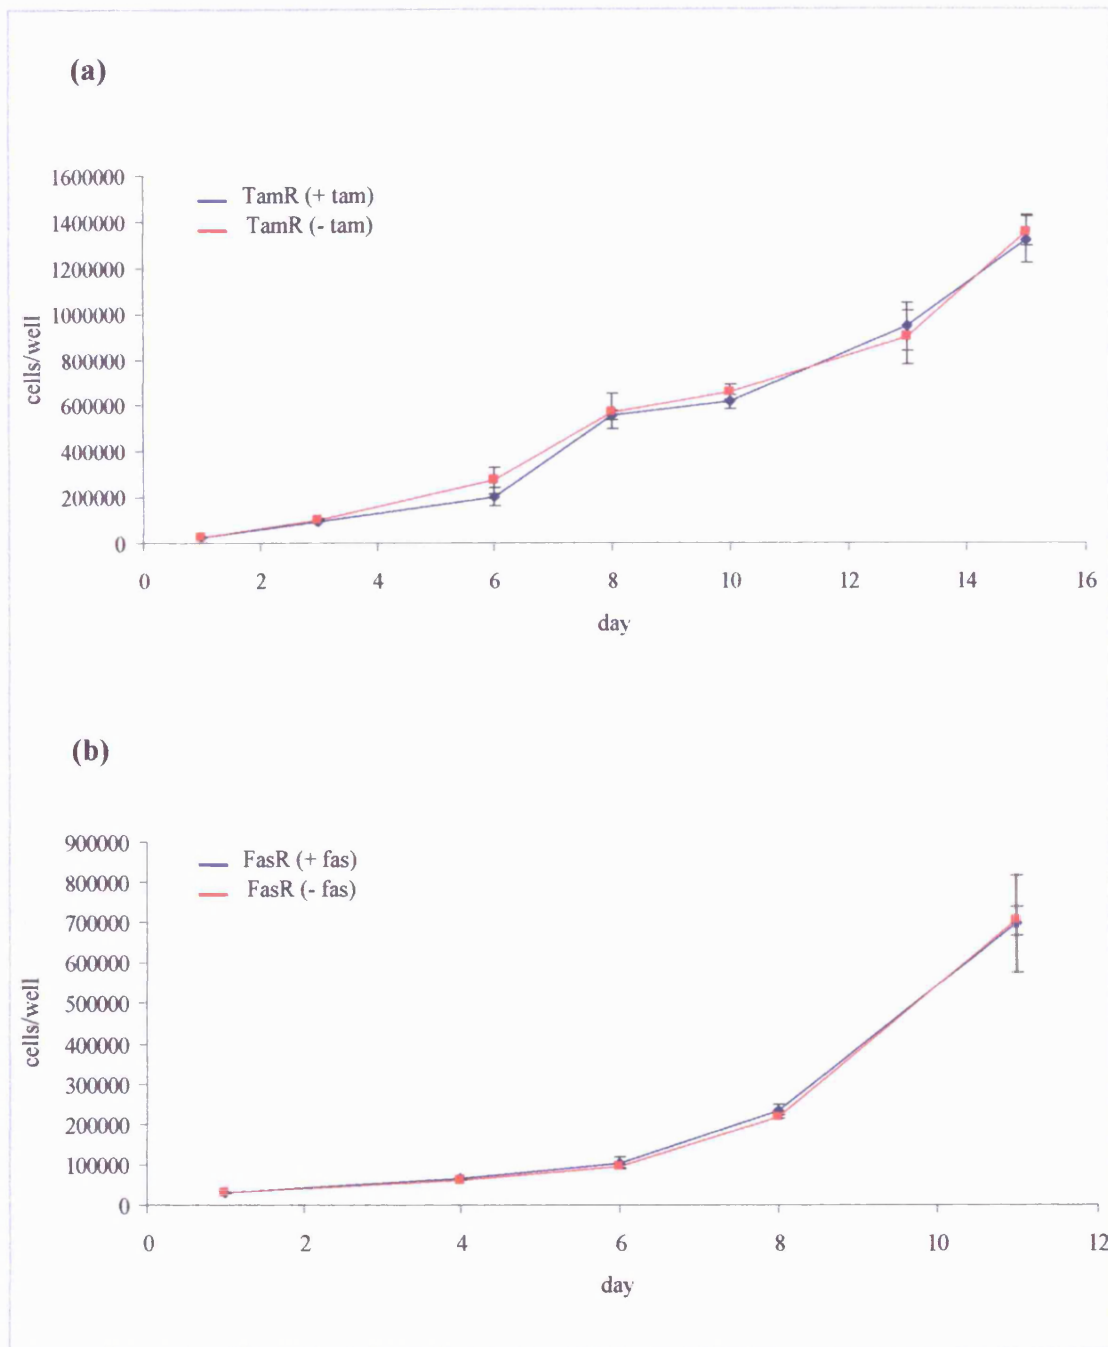 (a)
1600000
1400000
1200000
1000000
800000
600000
400000
200000
0
cells/well
TamR (+ tam)
TamR (- tam)
0 2 4 6 8 10 12 14 16
day
(b)
900000
800000
700000
600000
500000
400000
300000
200000
100000
0
cells/well
FasR (+ fas)
FasR (- fas)
0 2 4 6 8 10 12
day